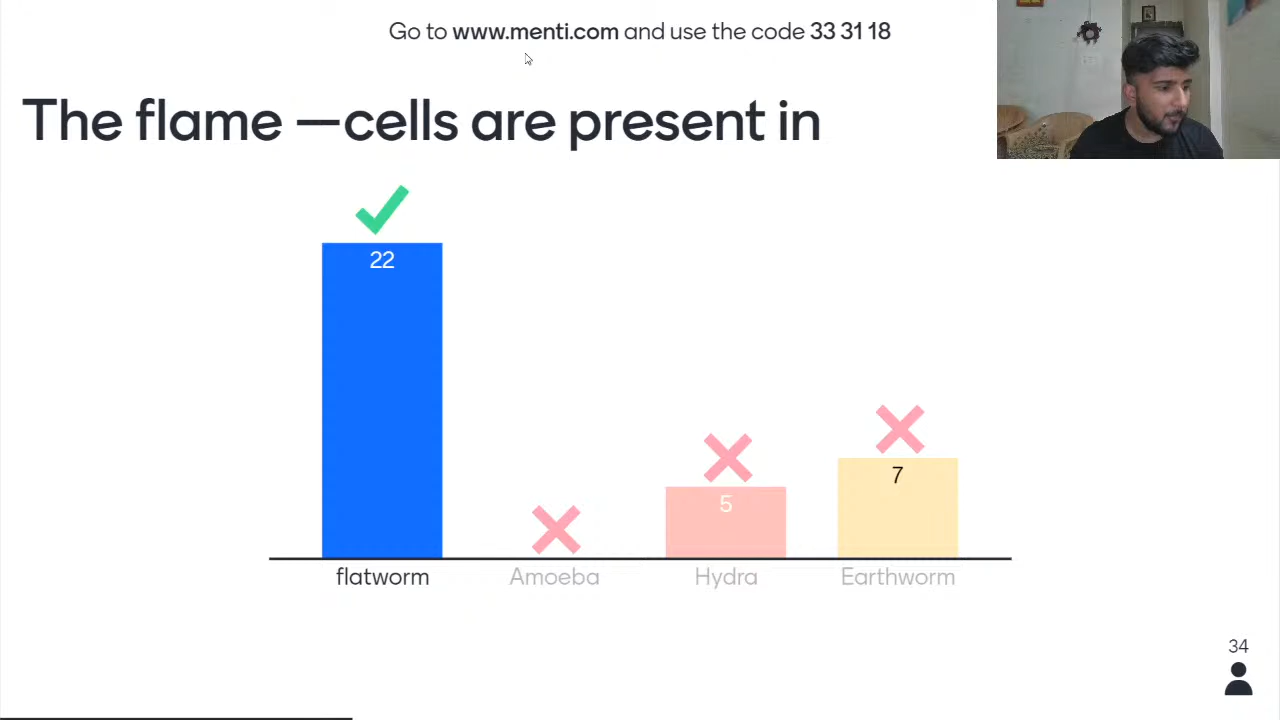 Go to www.menti.com and use the code 33 31 18
The flame —cells are present in
22
5
7
flatworm Amoeba Hydra Earthworm
34